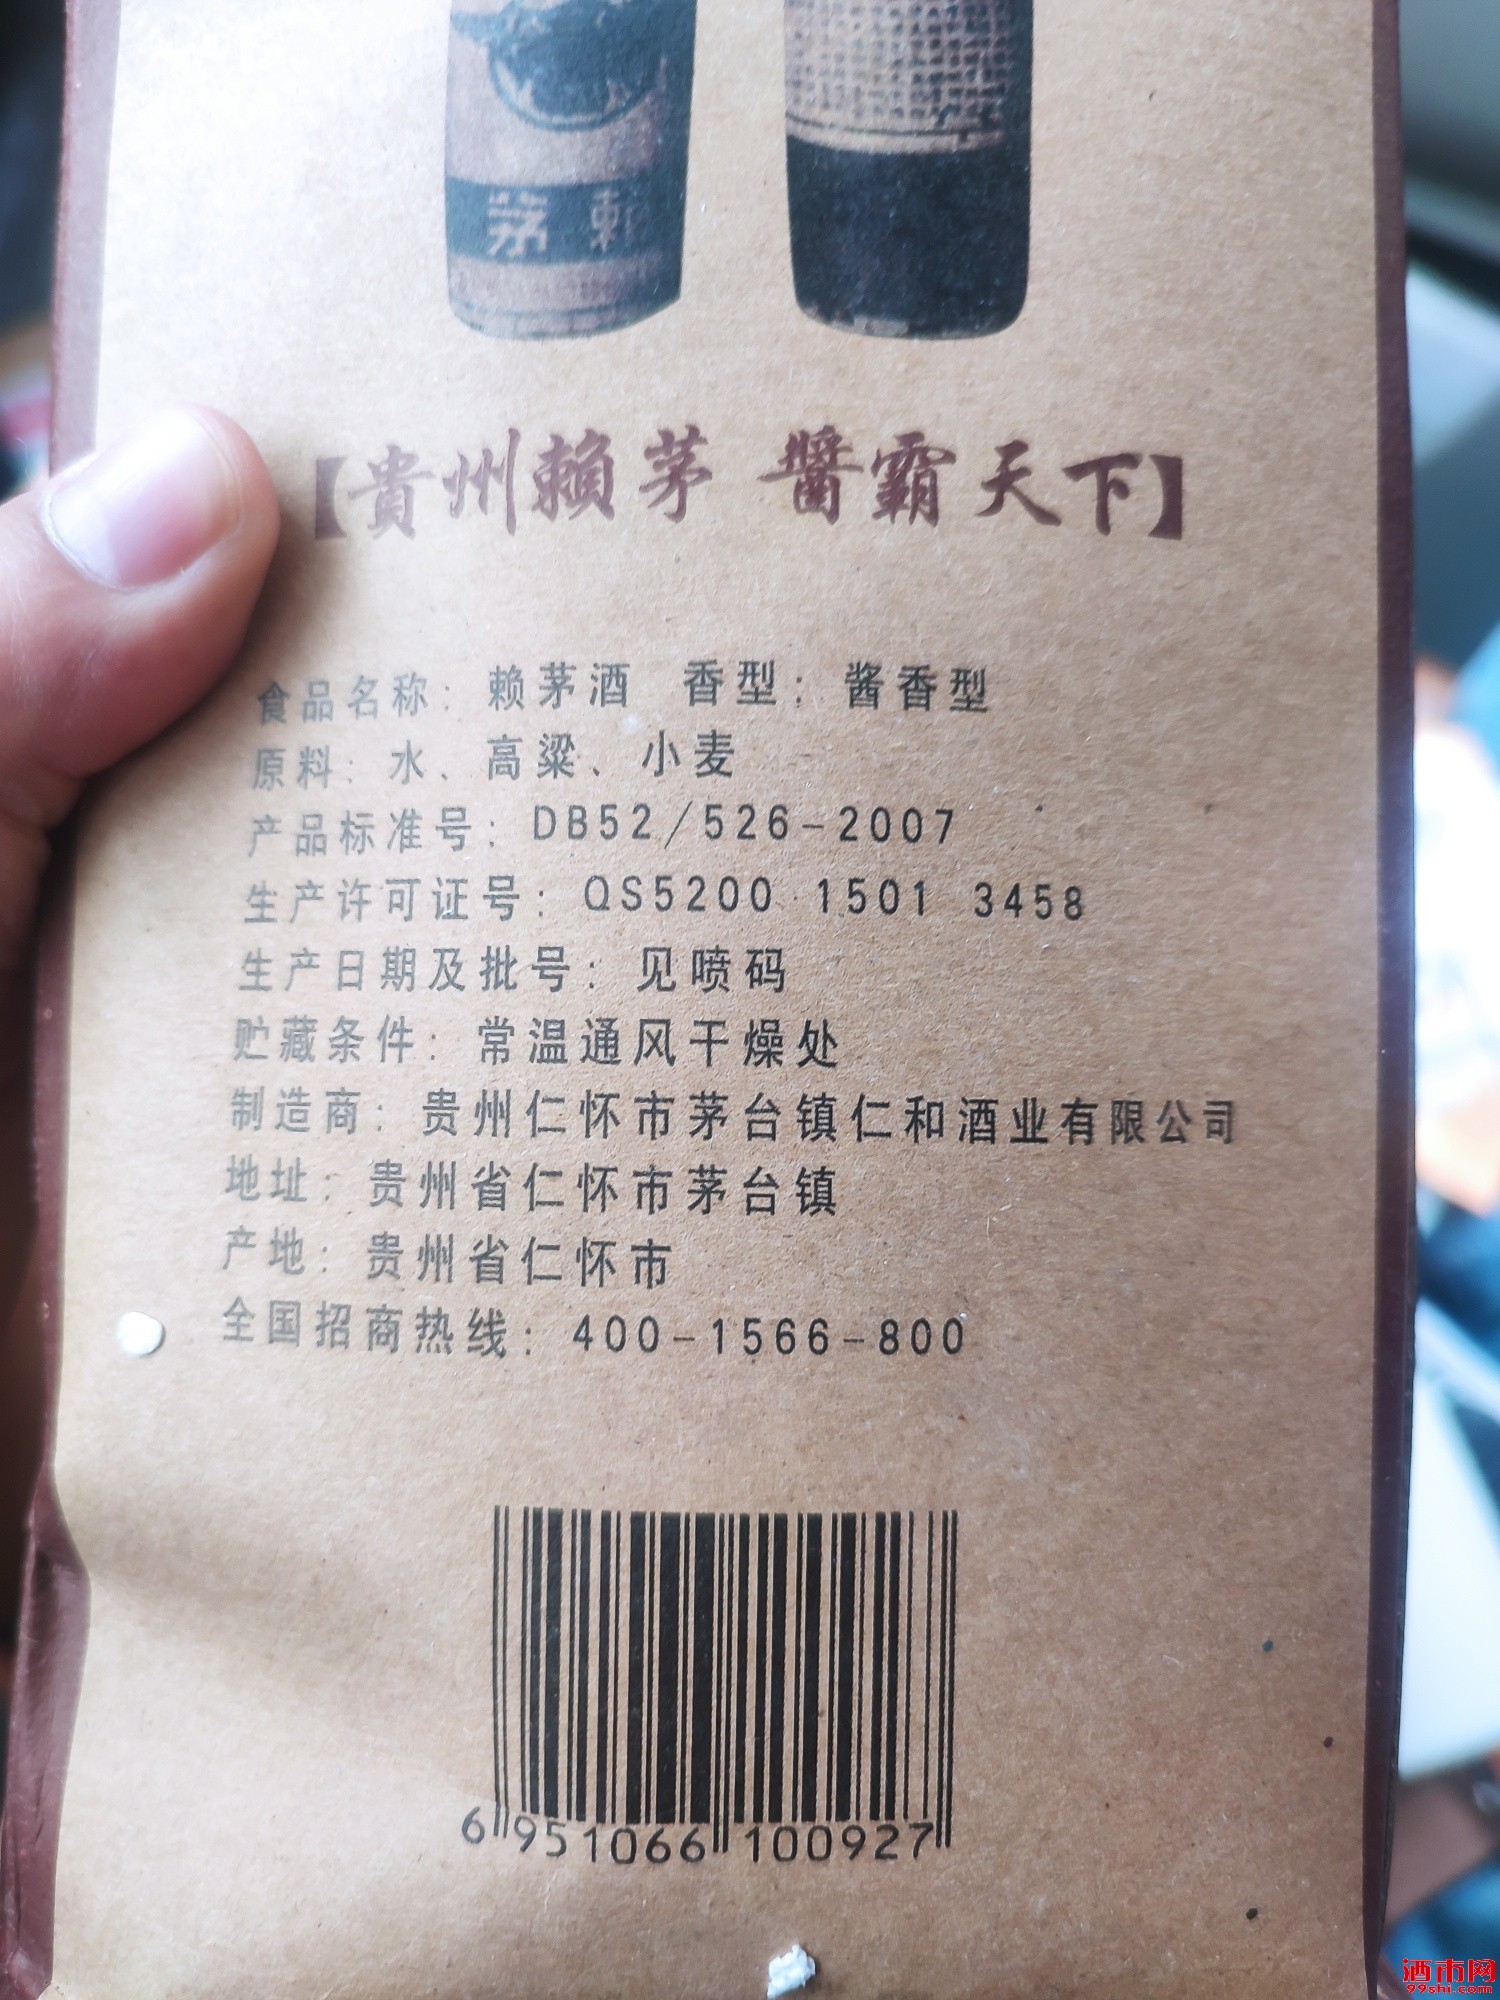 茅 賴
【貴州賴茅 醬霸天下】
食品名称：赖茅酒 香型：酱香型
原料：水、高粱、小麦
产品标准号：DB52/526-2007
生产许可证号：QS5200 1501 3458
生产日期及批号：见喷码
贮藏条件：常温通风干燥处
制造商：贵州仁怀市茅台镇仁和酒业有限公司
地址：贵州省仁怀市茅台镇
产地：贵州省仁怀市
全国招商热线：400-1566-800
6 951066 100927
酒市网
99shi.com